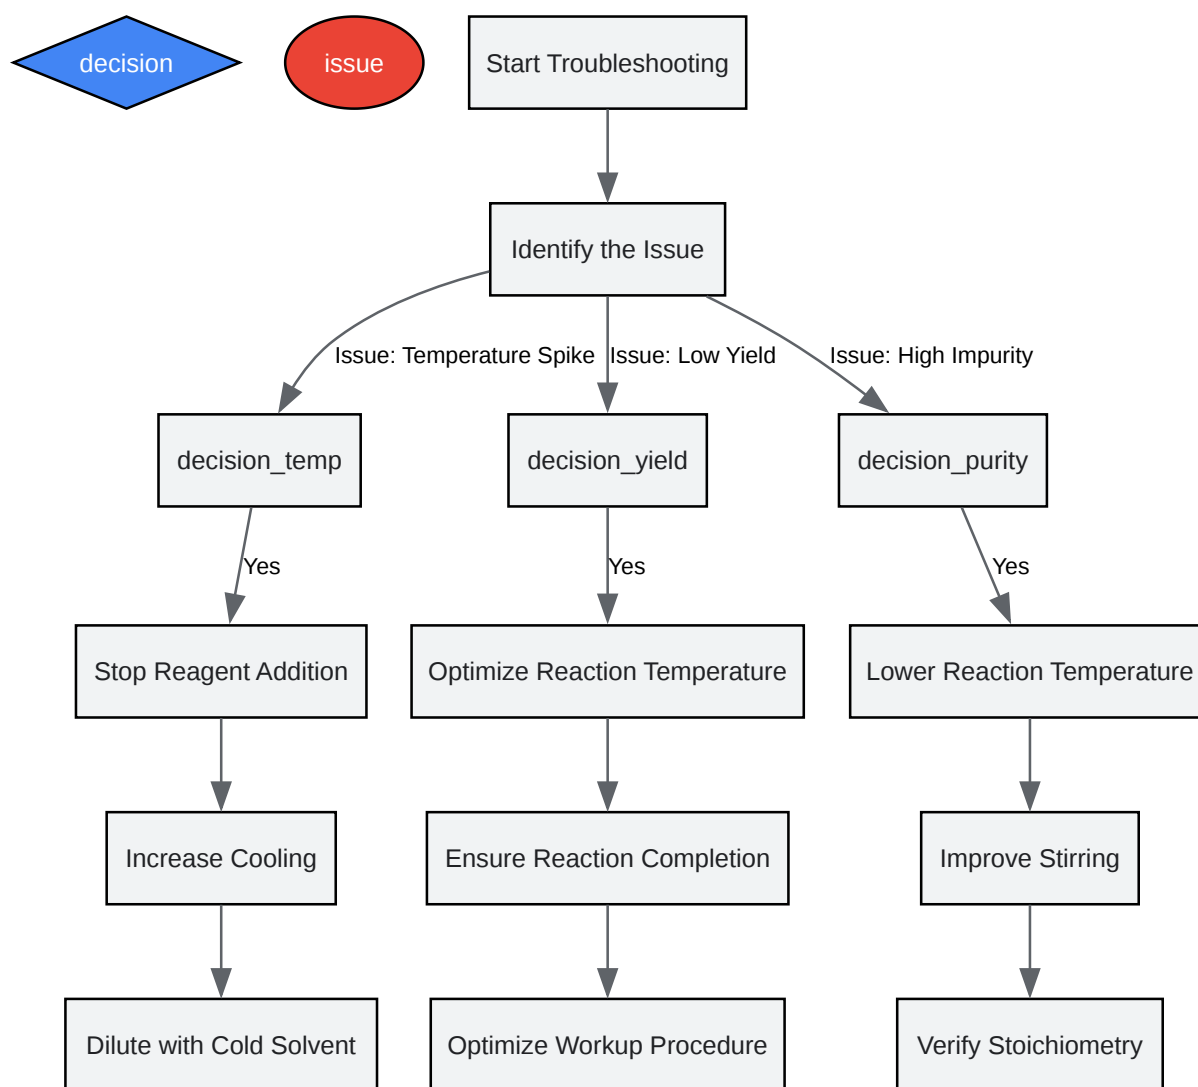 decision
issue
Start Troubleshooting
Identify the Issue
Issue: Temperature Spike
Issue: Low Yield
Issue: High Impurity
decision_temp
decision_yield
decision_purity
Yes
Yes
Yes
Stop Reagent Addition
Optimize Reaction Temperature
Lower Reaction Temperature
Increase Cooling
Ensure Reaction Completion
Improve Stirring
Dilute with Cold Solvent
Optimize Workup Procedure
Verify Stoichiometry